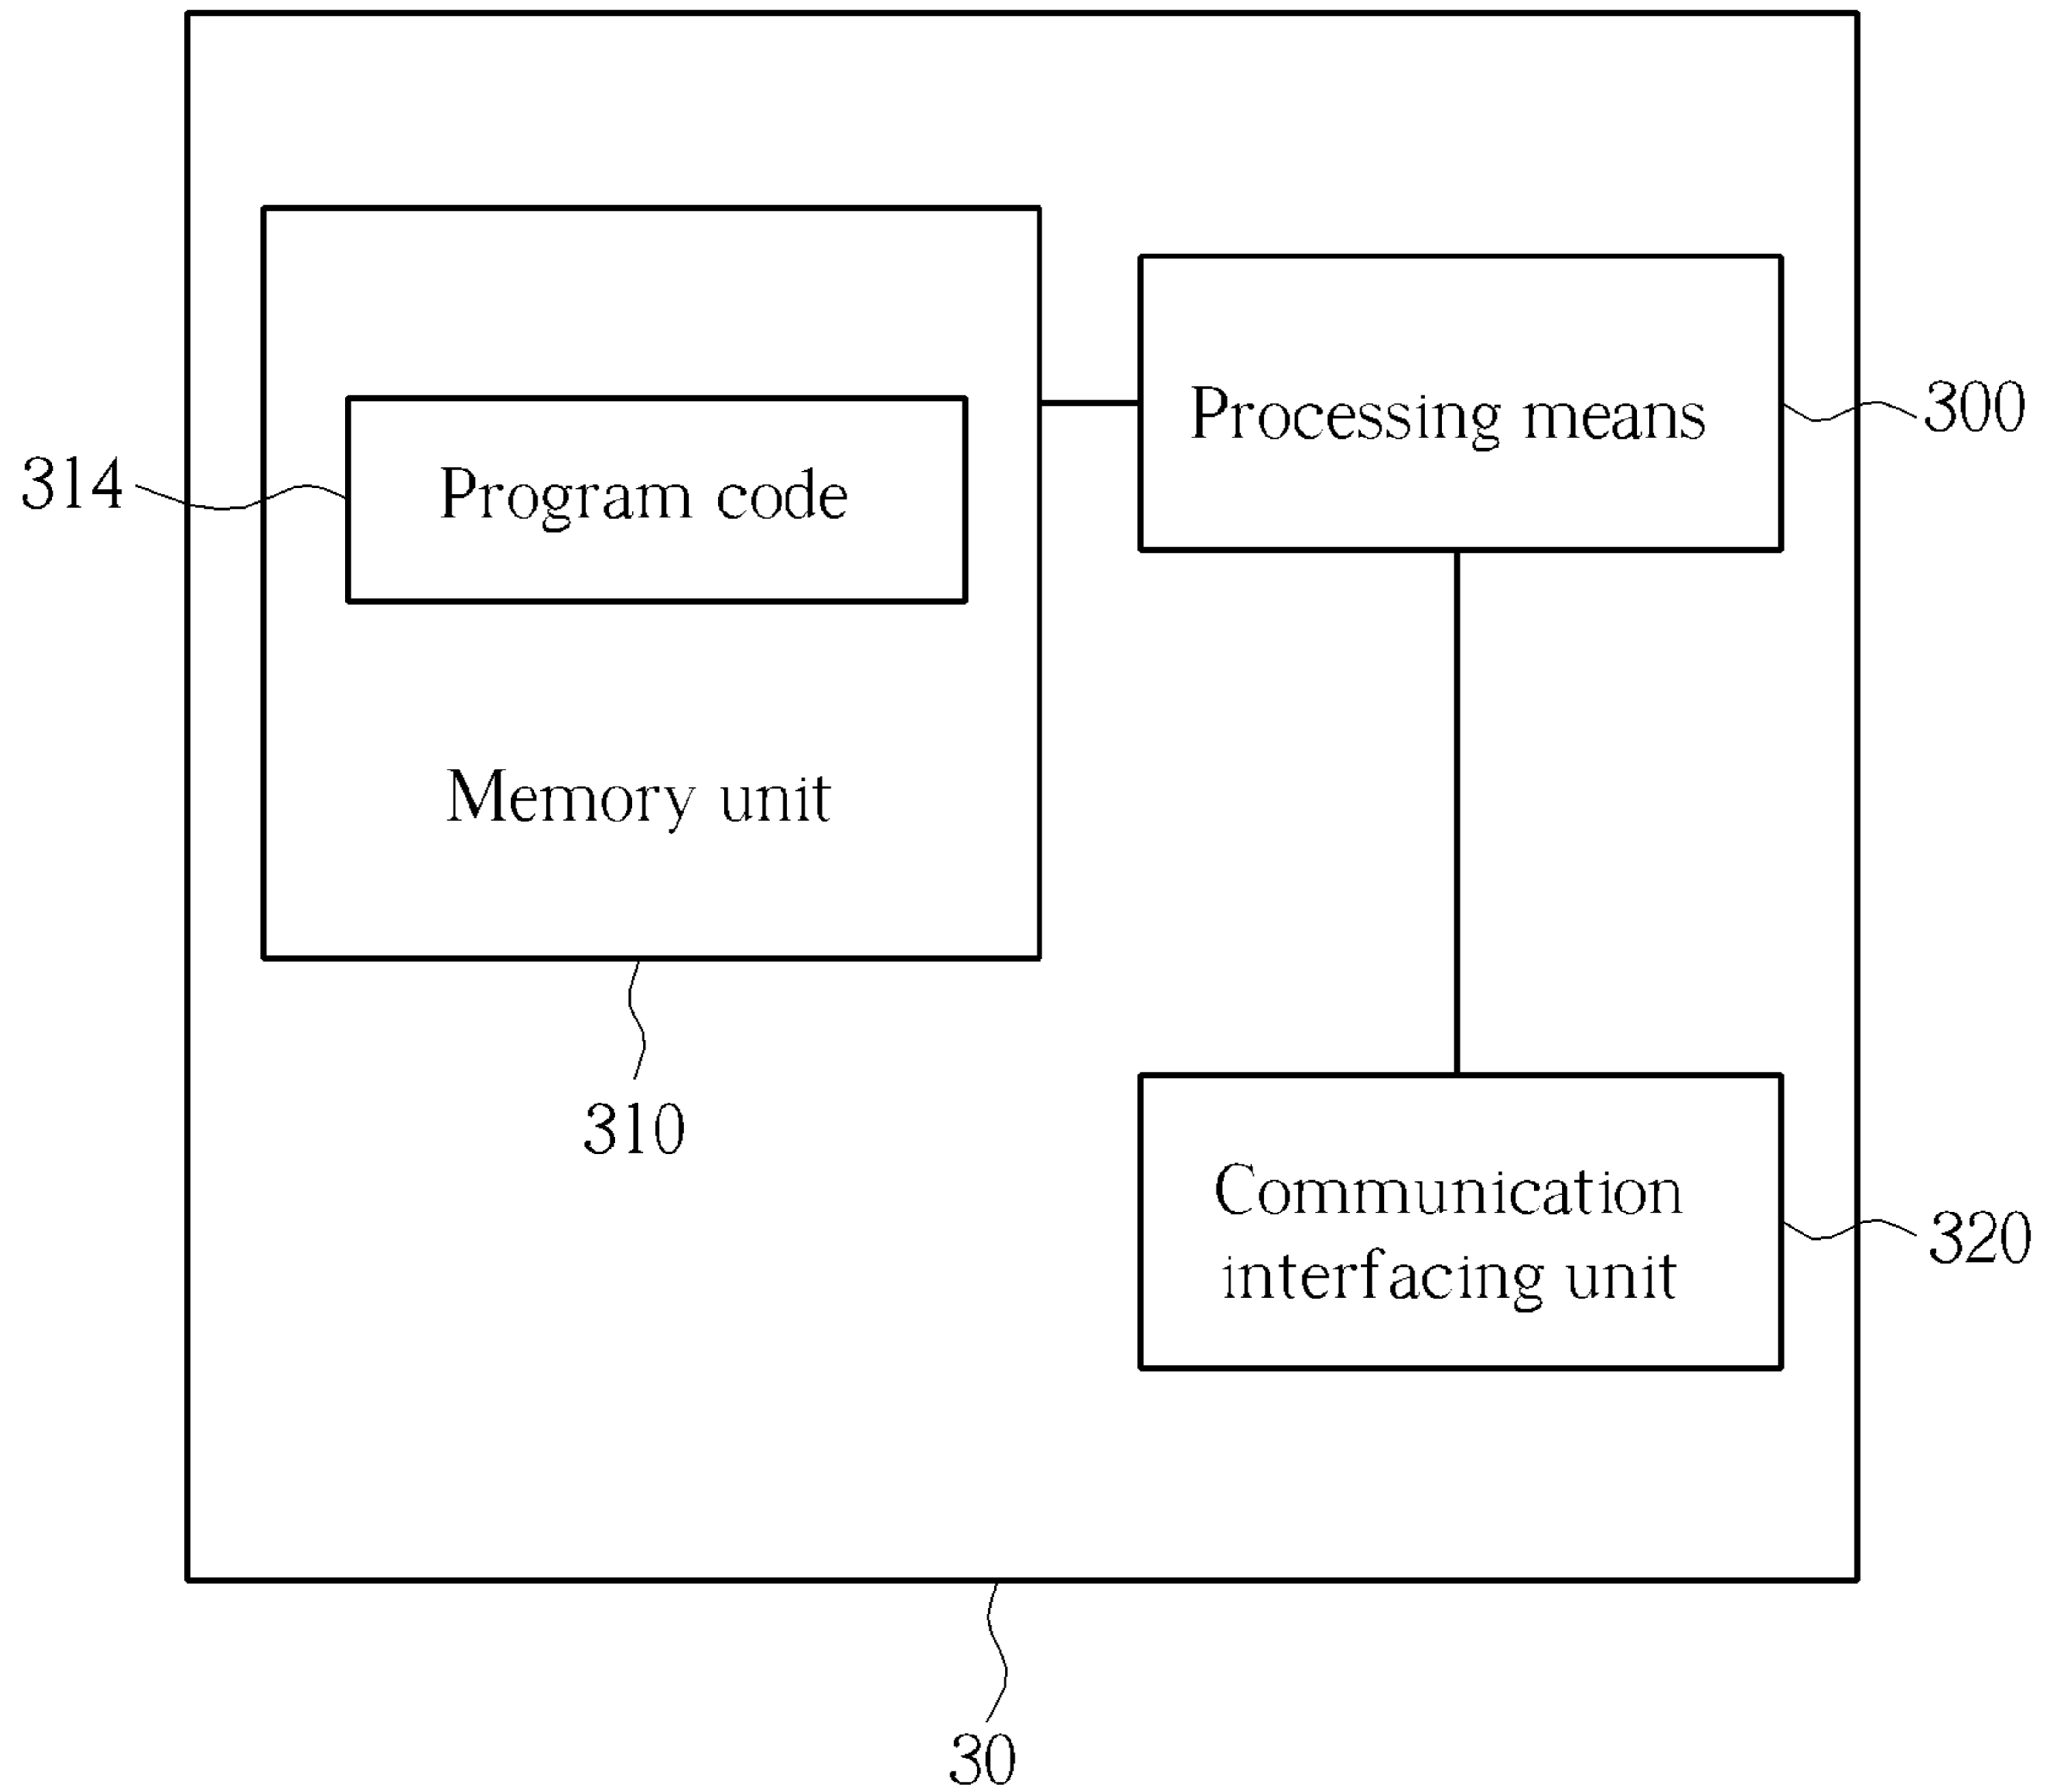 Processing means
300
314
Program code
Memory unit
310
Communication
interfacing unit
320
30